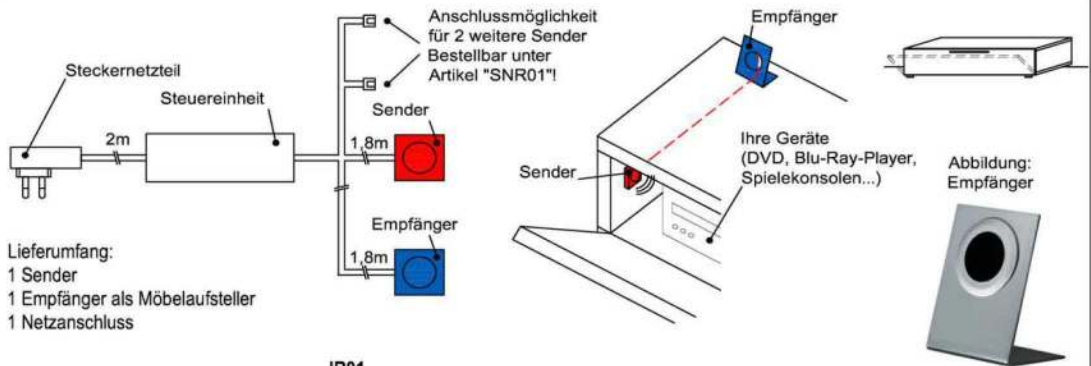 Anschlussmöglichkeit
für 2 weitere Sender
Bestellbar unter
Artikel "SNR01"!
Steckernetzteil
Steuereinheit
2m
Sender
1,8m
Empfänger
1,8m
Lieferumfang:
1 Sender
1 Empfänger als Möbelaufsteller
1 Netzanschluss
Empfänger
Sender
Ihre Geräte
(DVD, Blu-Ray-Player,
Spielekonsolen...)
Abbildung:
Empfänger